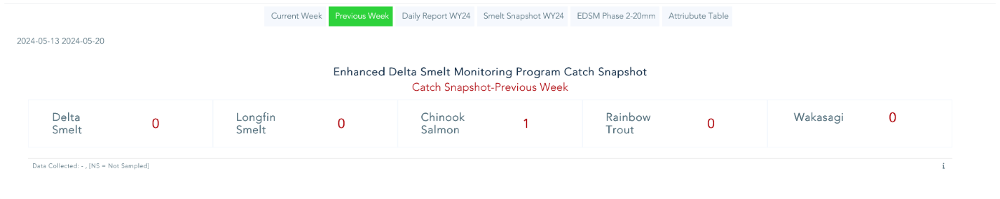 Current Week Previous Week Daily Report WY24 Smelt Snapshot WY24 EDSM Phase 2-20mm Attriubute Table
2024-05-13 2024-05-20
Enhanced Delta Smelt Monitoring Program Catch Snapshot
Catch Snapshot-Previous Week
Delta Smelt 0
Longfin Smelt 0
Chinook Salmon 1
Rainbow Trout 0
Wakasagi 0
Data Collected: - , [NS = Not Sampled]
i